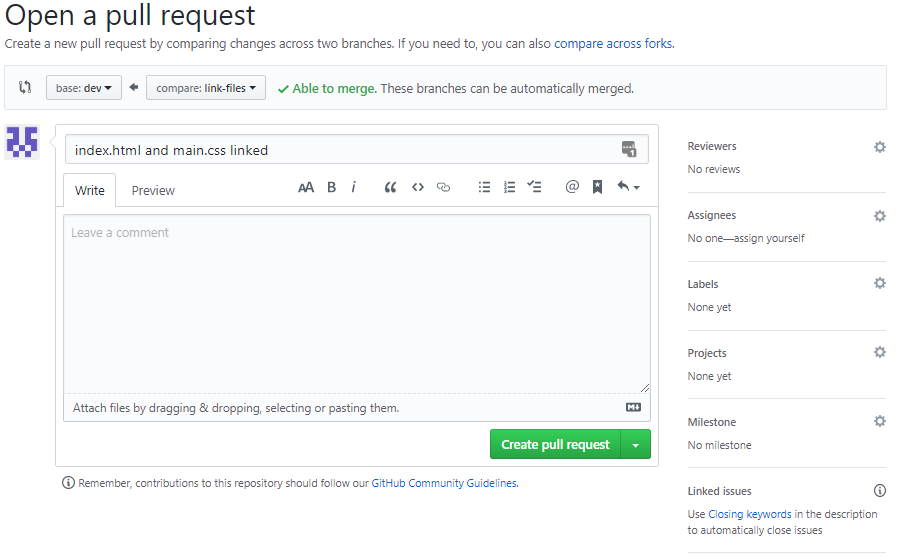 Open a pull request
Create a new pull request by comparing changes across two branches. If you need to, you can also compare across forks.
base: dev compare: link-files Able to merge. These branches can be automatically merged.
index.html and main.css linked
1
Write Preview
AA B i
Leave a comment
Attach files by dragging & dropping, selecting or pasting them.
Create pull request
Remember, contributions to this repository should follow our GitHub Community Guidelines.
Reviewers
No reviews
Assignees
No one—assign yourself
Labels
None yet
Projects
None yet
Milestone
No milestone
Linked issues
Use Closing keywords in the description
to automatically close issues